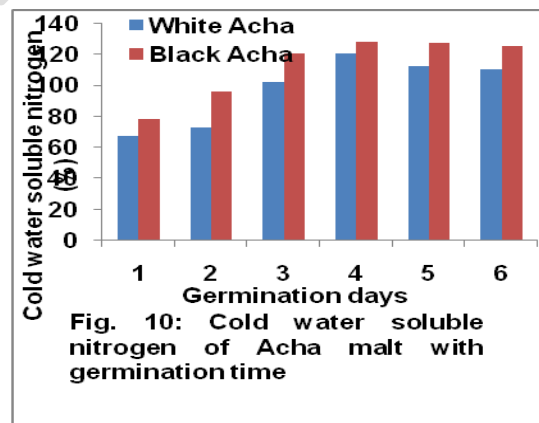 140
120
100
80
60
40
20
0
Cold water soluble nitrogen
(%)
White Acha
Black Acha
1 2 3 4 5 6
Germination days
Fig. 10: Cold water soluble
nitrogen of Acha malt with
germination time